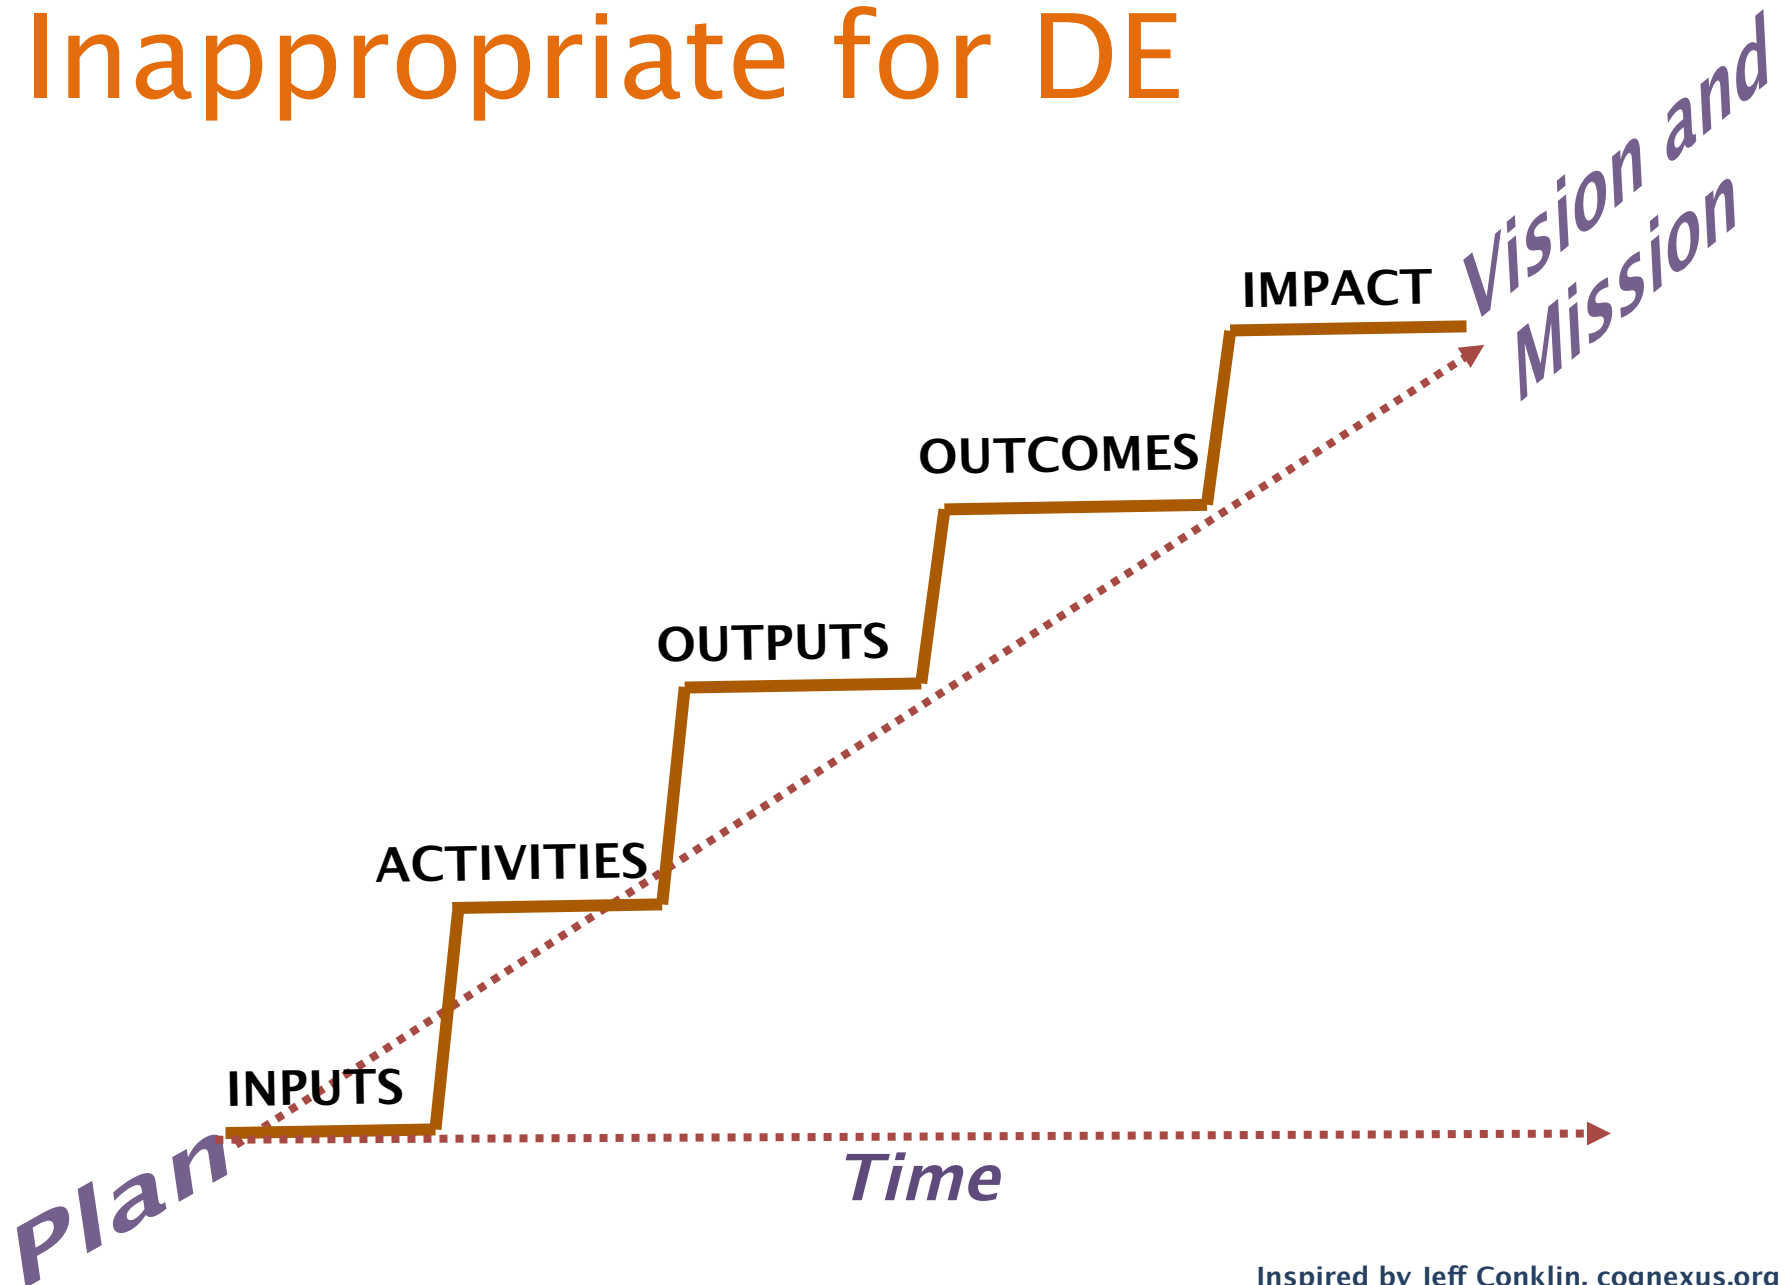 Inappropriate for DE
Vision and
Mission
IMPACT
OUTCOMES
OUTPUTS
ACTIVITIES
INPUTS
Plan
Time
Inspired by Jeff Conklin, cognexus.org